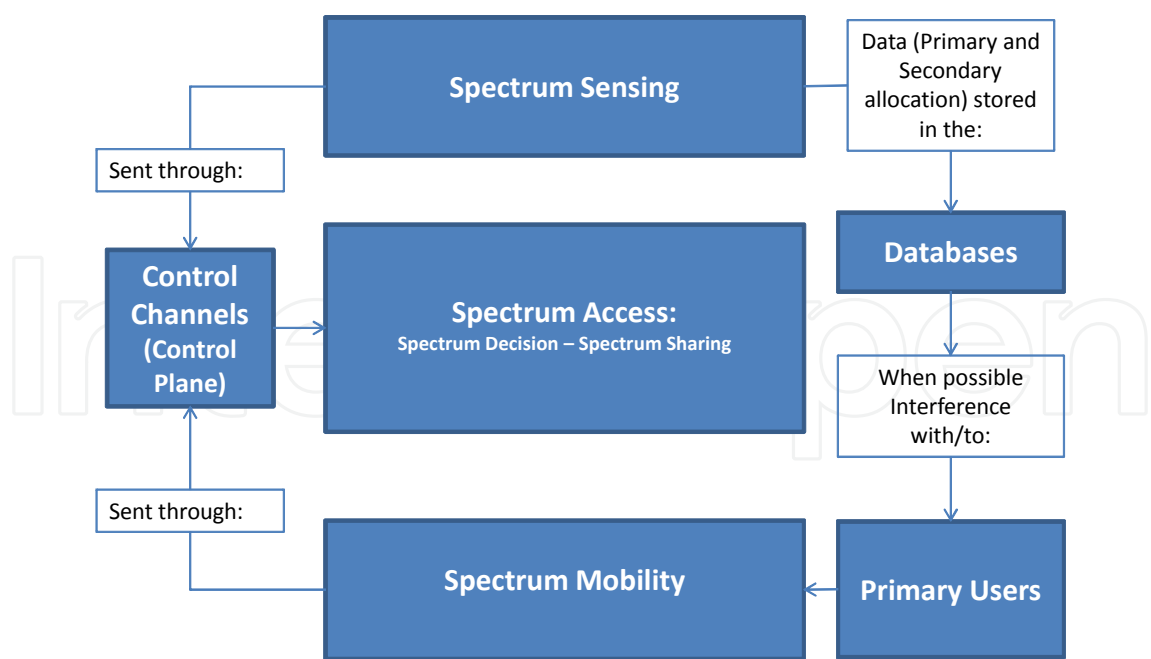 Spectrum Sensing
Data (Primary and
Secondary
allocation) stored
in the:
Sent through:
Databases
Control
Channels
(Control
Plane)
Spectrum Access:
Spectrum Decision – Spectrum Sharing
When possible
Interference
with/to:
Sent through:
Spectrum Mobility
Primary Users